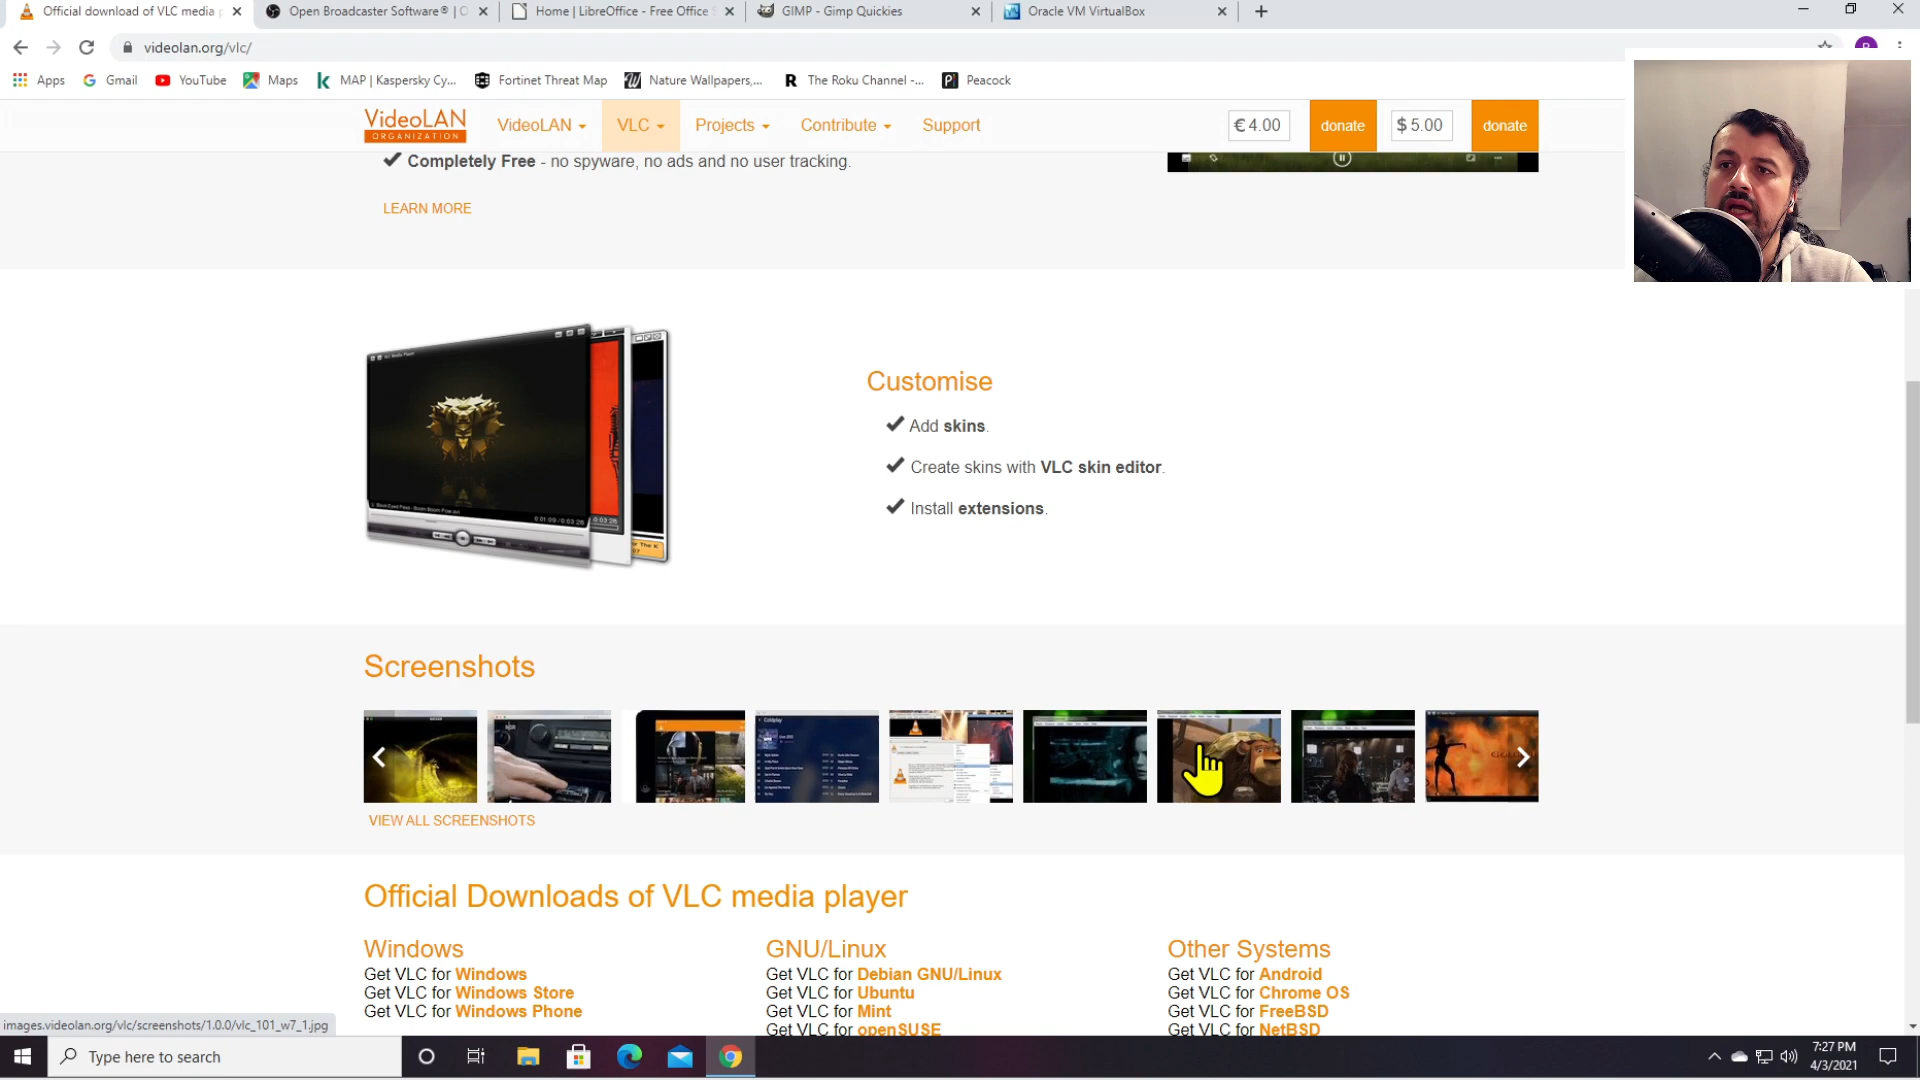 Official download of VLC media p
Open Broadcaster Software® | O
Home | LibreOffice - Free Office S
GIMP - Gimp Quickies
Oracle VM VirtualBox
videolan.org/vlc/
Apps
Gmail
YouTube
Maps
MAP | Kaspersky Cy...
Fortinet Threat Map
Nature Wallpapers,...
The Roku Channel -...
Peacock
VideoLAN
ORGANIZATION
VideoLAN
VLC
Projects
Contribute
Support
€ 4.00
donate
$ 5.00
donate
Completely Free - no spyware, no ads and no user tracking.
LEARN MORE
Customise
Add skins.
Create skins with VLC skin editor.
Install extensions.
Screenshots
VIEW ALL SCREENSHOTS
Official Downloads of VLC media player
Windows
Get VLC for Windows
Get VLC for Windows Store
Get VLC for Windows Phone
GNU/Linux
Get VLC for Debian GNU/Linux
Get VLC for Ubuntu
Get VLC for Mint
Get VLC for openSUSE
Other Systems
Get VLC for Android
Get VLC for Chrome OS
Get VLC for FreeBSD
Get VLC for NetBSD
images.videolan.org/vlc/screenshots/1.0.0/vlc_101_w7_1.jpg
Type here to search
7:27 PM
4/3/2021